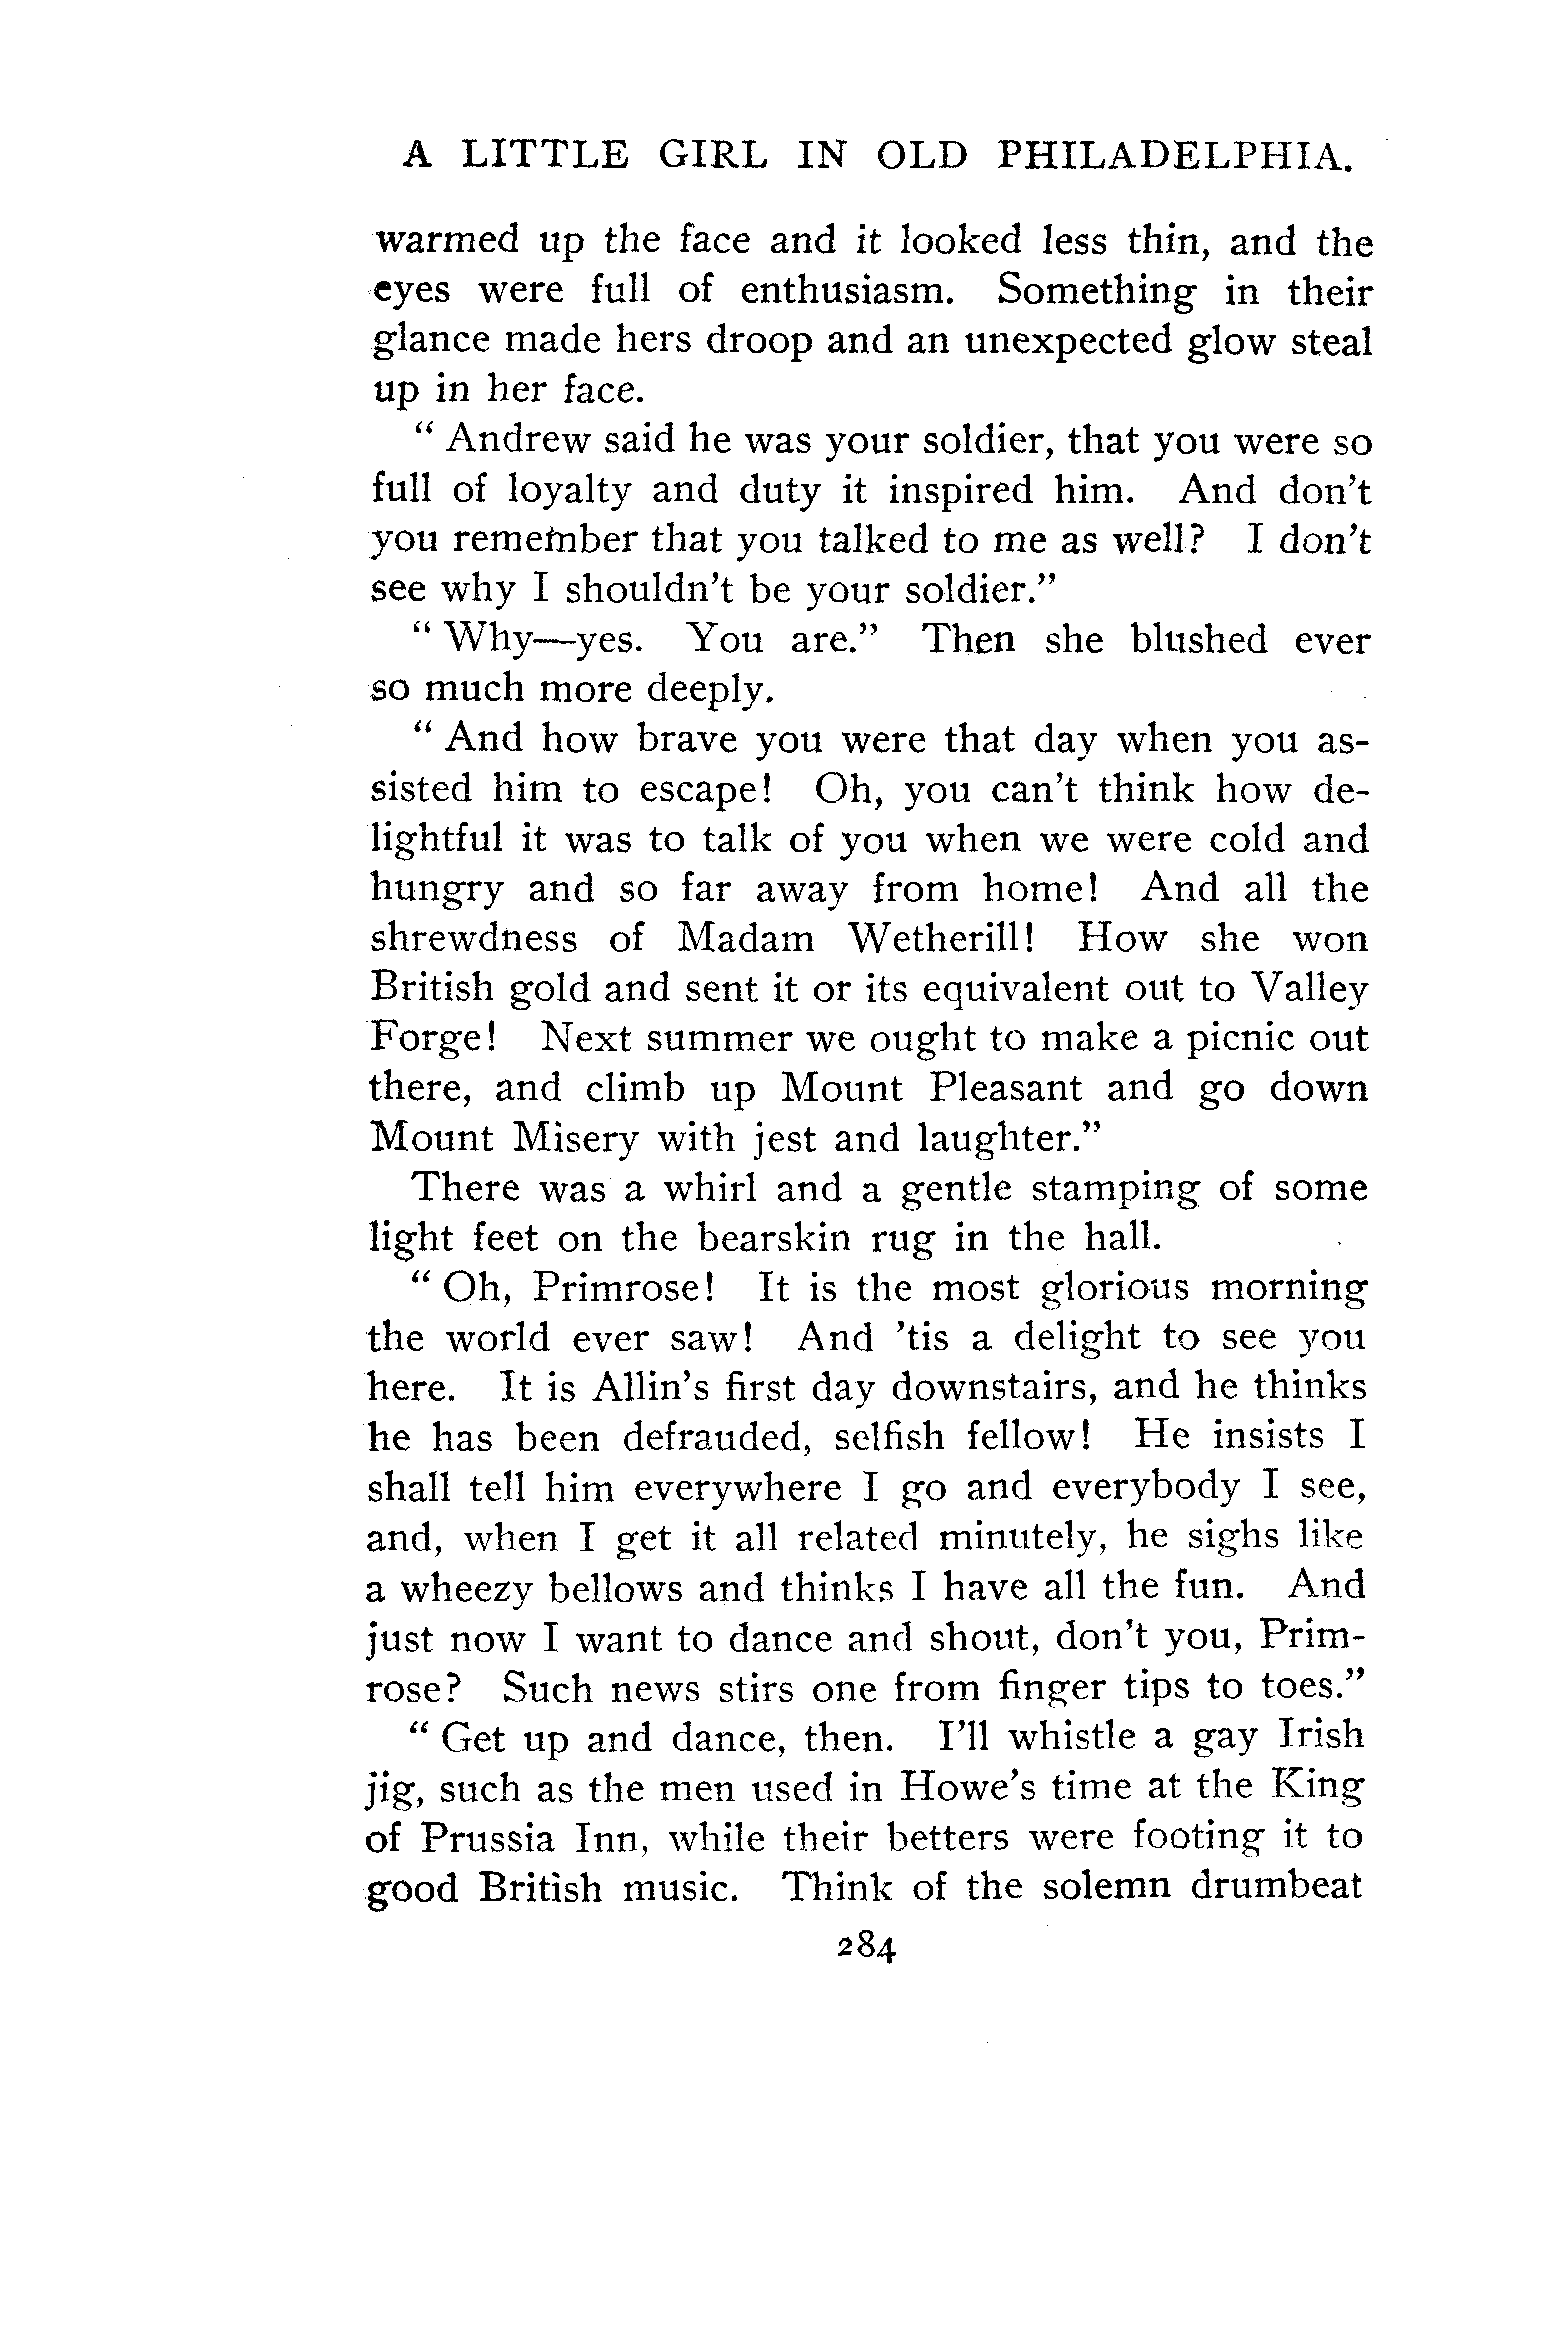 A LITTLE GIRL IN OLD PHILADELPHIA.
warmed up the face and it looked less thin, and the
eyes were full of enthusiasm. Something in their
glance made hers droop and an unexpected glow steal
up in her face.
“ Andrew said he was your soldier, that you were so
full of loyalty and duty it inspired him. And don’t
you remember that you talked to me as well? I don’t
see why I shouldn’t be your soldier.”
“ Why—yes. You are.” Then she blushed ever
so much more deeply.
“ And how brave you were that day when you as-
sisted him to escape! Oh, you can’t think how de-
lightful it was to talk of you when we were cold and
hungry and so far away from home! And all the
shrewdness of Madam Wetherill! How she won
British gold and sent it or its equivalent out to Valley
Forge! Next summer we ought to make a picnic out
there, and climb up Mount Pleasant and go down
Mount Misery with jest and laughter.”
There was a whirl and a gentle stamping of some
light feet on the bearskin rug in the hall.
“ Oh, Primrose! It is the most glorious morning
the world ever saw! And ’tis a delight to see you
here. It is Allin’s first day downstairs, and he thinks
he has been defrauded, selfish fellow! He insists I
shall tell him everywhere I go and everybody I see,
and, when I get it all related minutely, he sighs like
a wheezy bellows and thinks I have all the fun. And
just now I want to dance and shout, don’t you, Prim-
rose? Such news stirs one from finger tips to toes.”
“ Get up and dance, then. I’ll whistle a gay Irish
jig, such as the men used in Howe’s time at the King
of Prussia Inn, while their betters were footing it to
good British music. Think of the solemn drumbeat
284